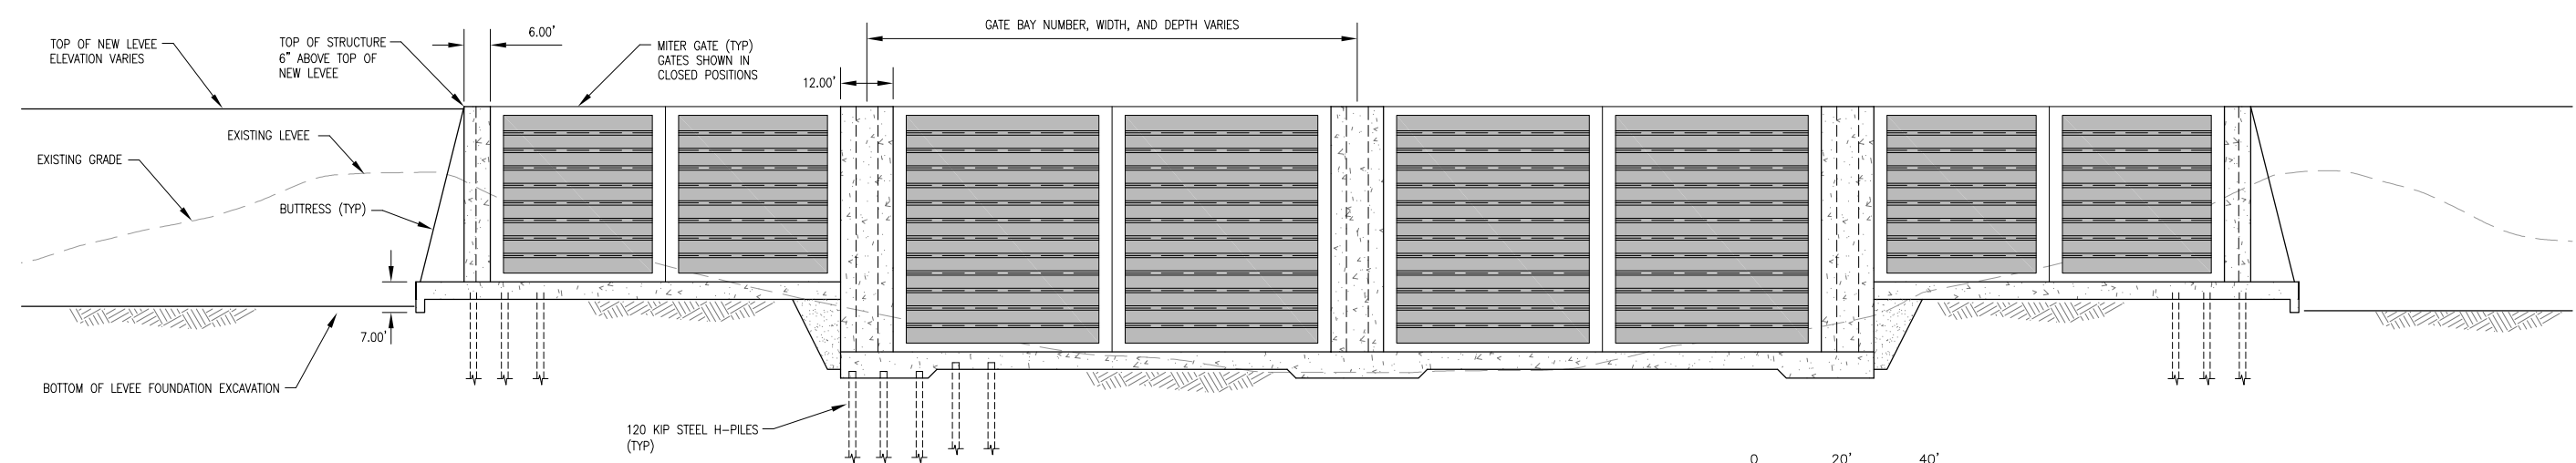 TOP OF NEW LEVEE
ELEVATION VARIES
TOP OF STRUCTURE
6" ABOVE TOP OF
NEW LEVEE
6.00'
MITER GATE (TYP)
GATES SHOWN IN
CLOSED POSITIONS
12.00'
GATE BAY NUMBER, WIDTH, AND DEPTH VARIES
EXISTING LEVEE
EXISTING GRADE
BUTTRESS (TYP)
7.00'
BOTTOM OF LEVEE FOUNDATION EXCAVATION
120 KIP STEEL H-PILES
(TYP)
0 20' 40'